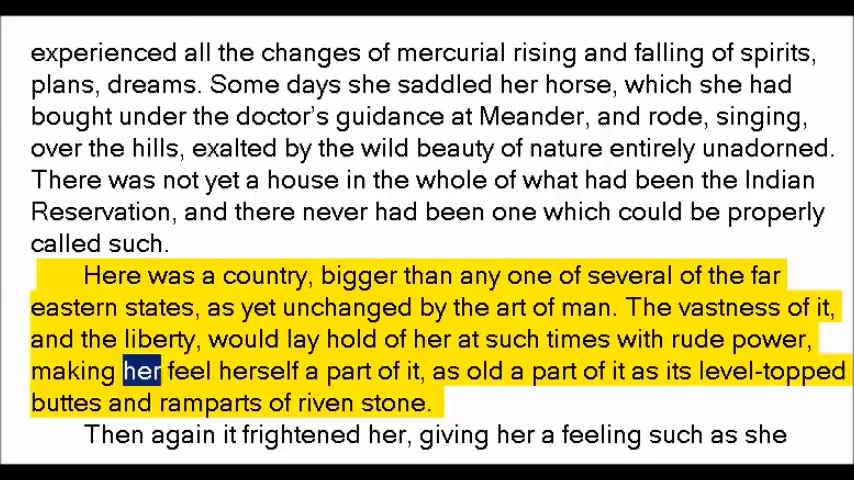 experienced all the changes of mercurial rising and falling of spirits,
plans, dreams. Some days she saddled her horse, which she had
bought under the doctor's guidance at Meander, and rode, singing,
over the hills, exalted by the wild beauty of nature entirely unadorned.
There was not yet a house in the whole of what had been the Indian
Reservation, and there never had been one which could be properly
called such.
Here was a country, bigger than any one of several of the far
eastern states, as yet unchanged by the art of man. The vastness of it,
and the liberty, would lay hold of her at such times with rude power,
making her feel herself a part of it, as old a part of it as its level-topped
buttes and ramparts of riven stone.
Then again it frightened her, giving her a feeling such as she